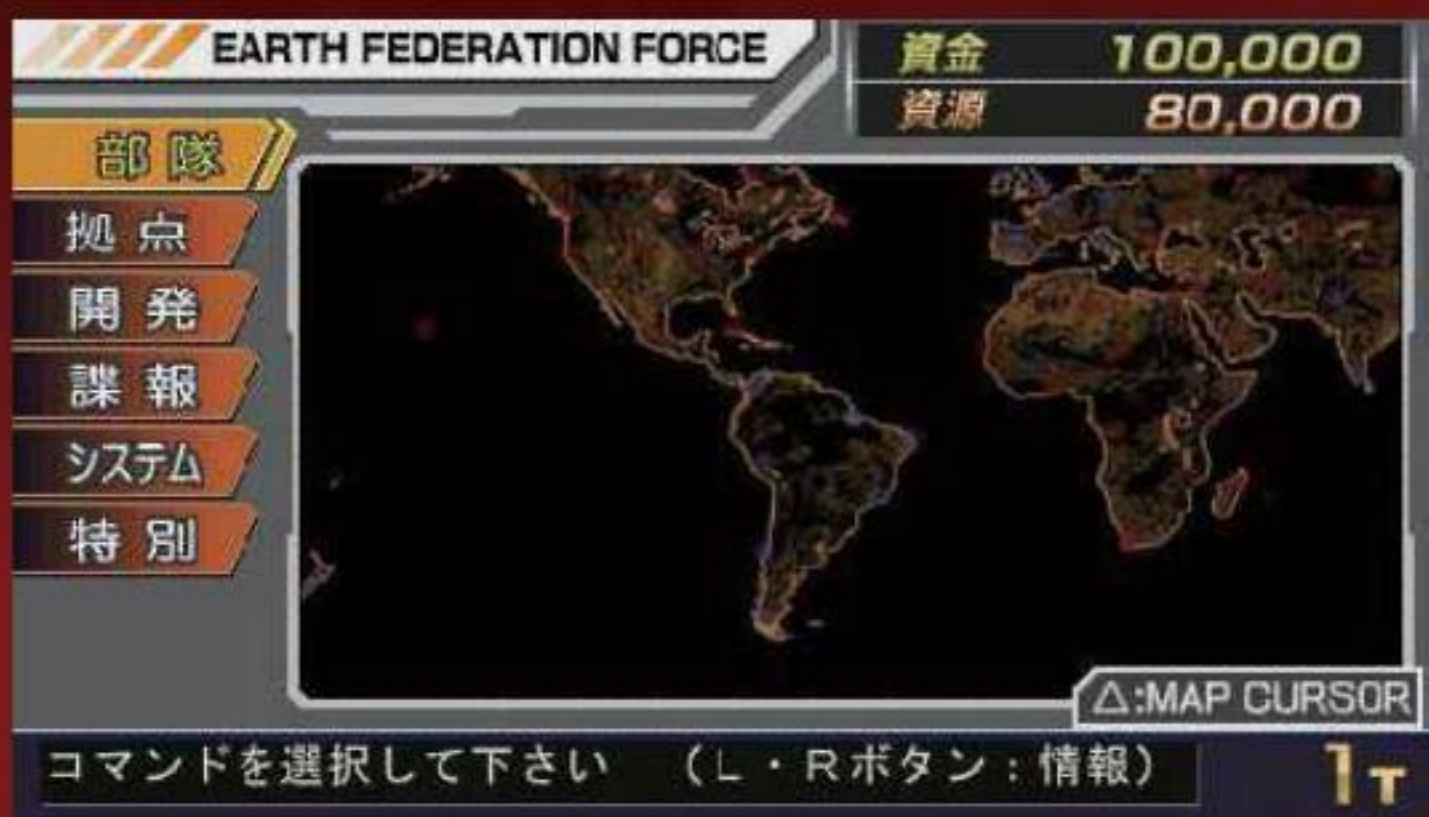 EARTH FEDERATION FORCE
資金 100,000
資源 80,000
部隊
拠点
開発
諜報
システム
特別
△:MAP CURSOR
コマンドを選択して下さい （L・Rボタン：情報）
1T